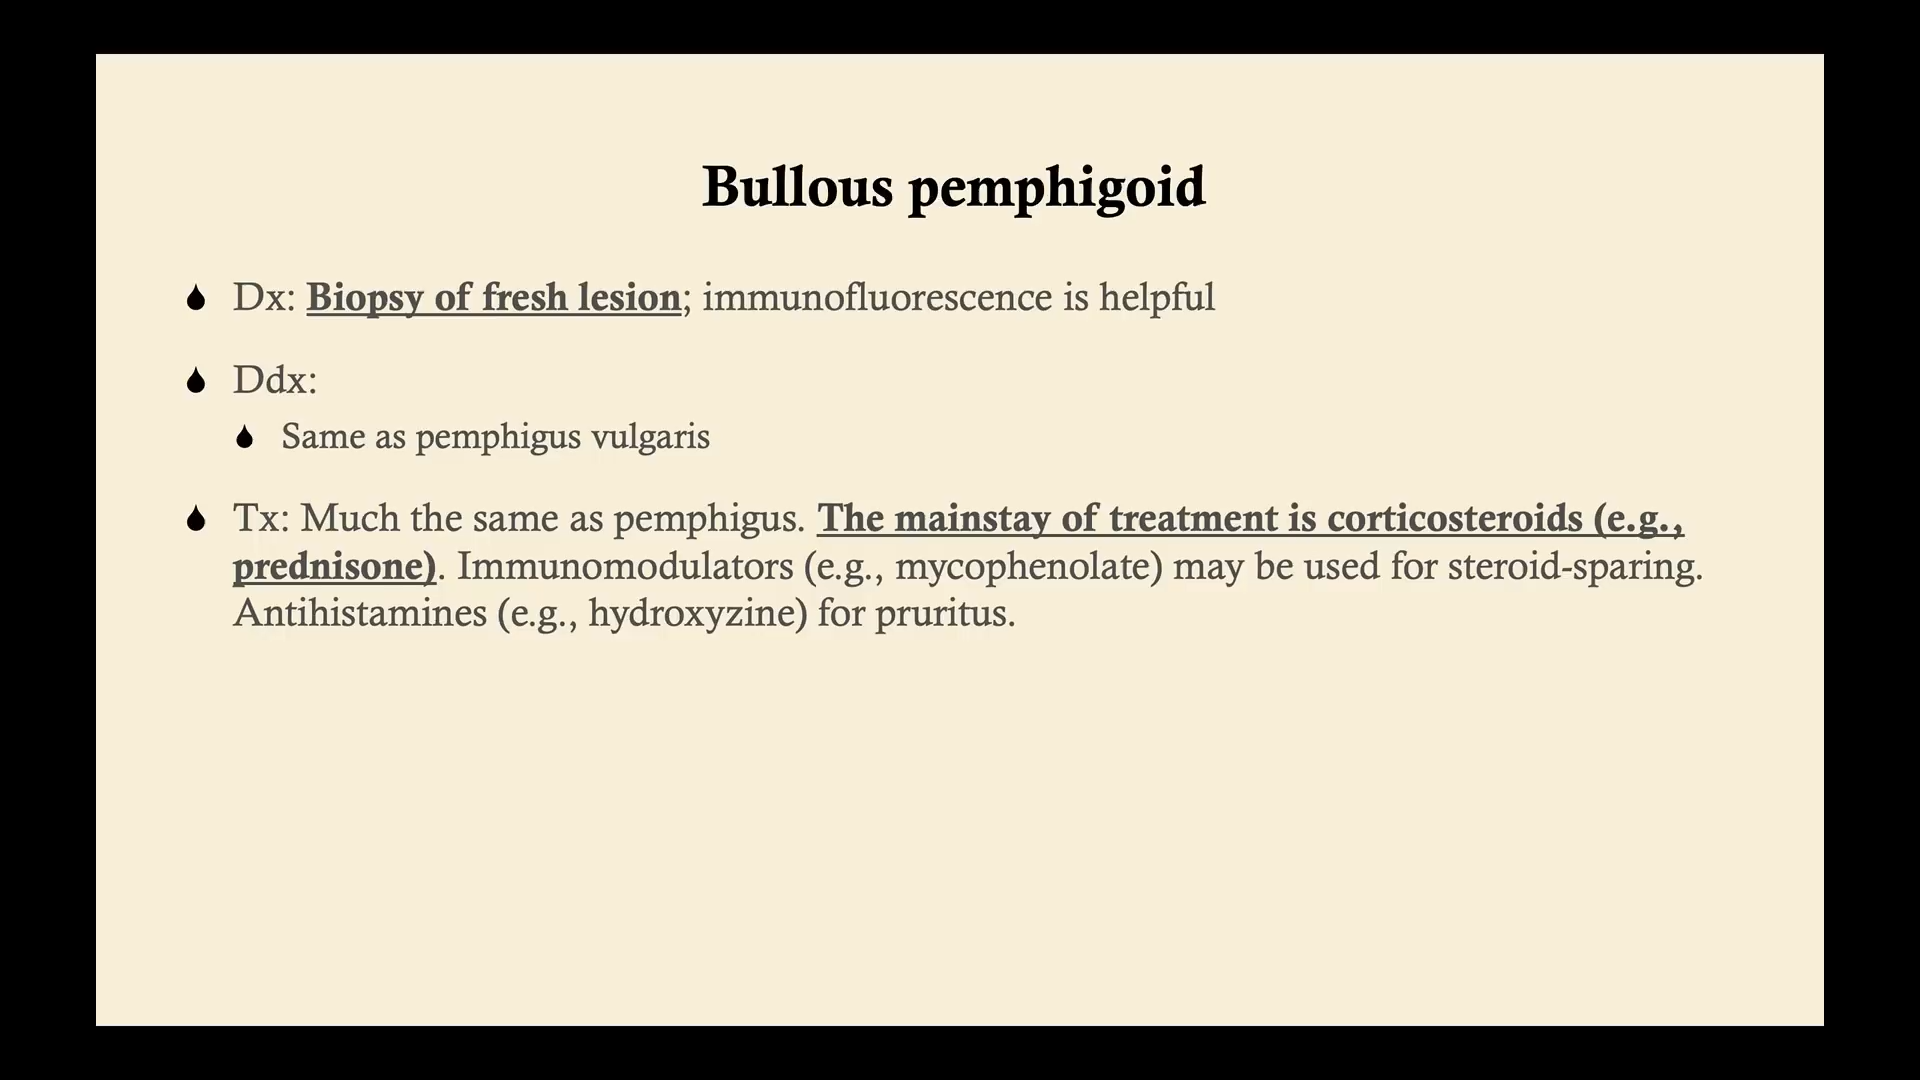 Bullous pemphigoid
Dx: Biopsy of fresh lesion; immunofluorescence is helpful
Ddx:
Same as pemphigus vulgaris
Tx: Much the same as pemphigus. The mainstay of treatment is corticosteroids (e.g.,
prednisone). Immunomodulators (e.g., mycophenolate) may be used for steroid-sparing.
Antihistamines (e.g., hydroxyzine) for pruritus.